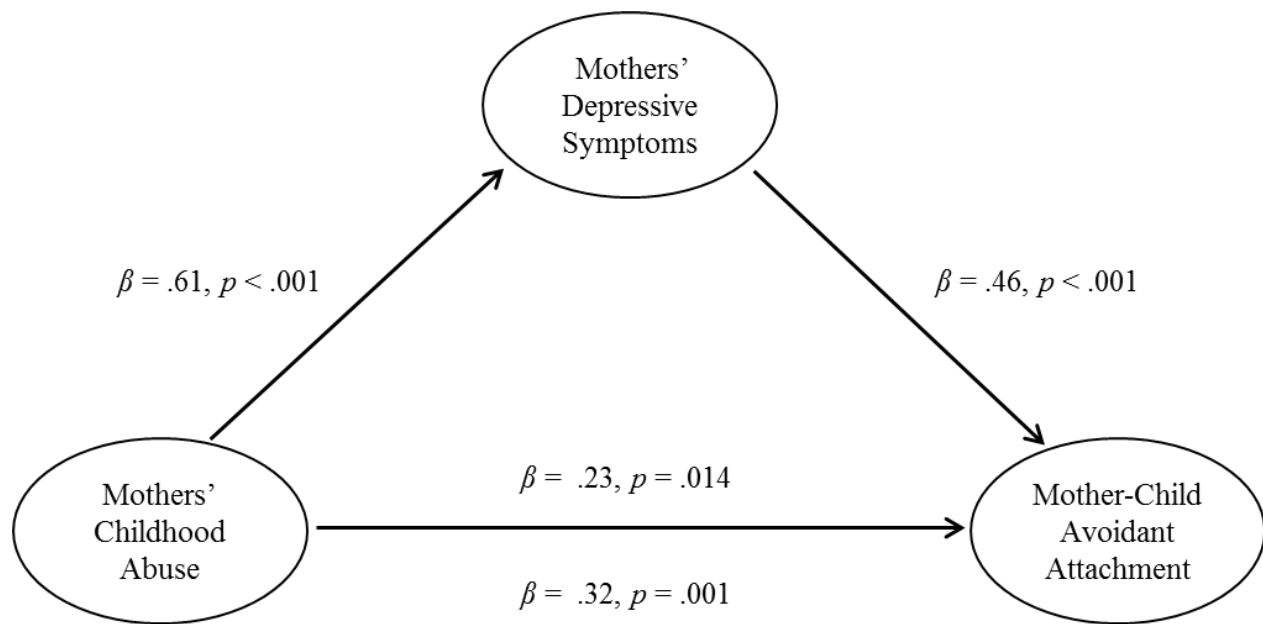 Mothers’
Depressive
Symptoms
β = .61, p < .001
β = .46, p < .001
Mothers’
Childhood
Abuse
β = .23, p = .014
β = .32, p = .001
Mother-Child
Avoidant
Attachment